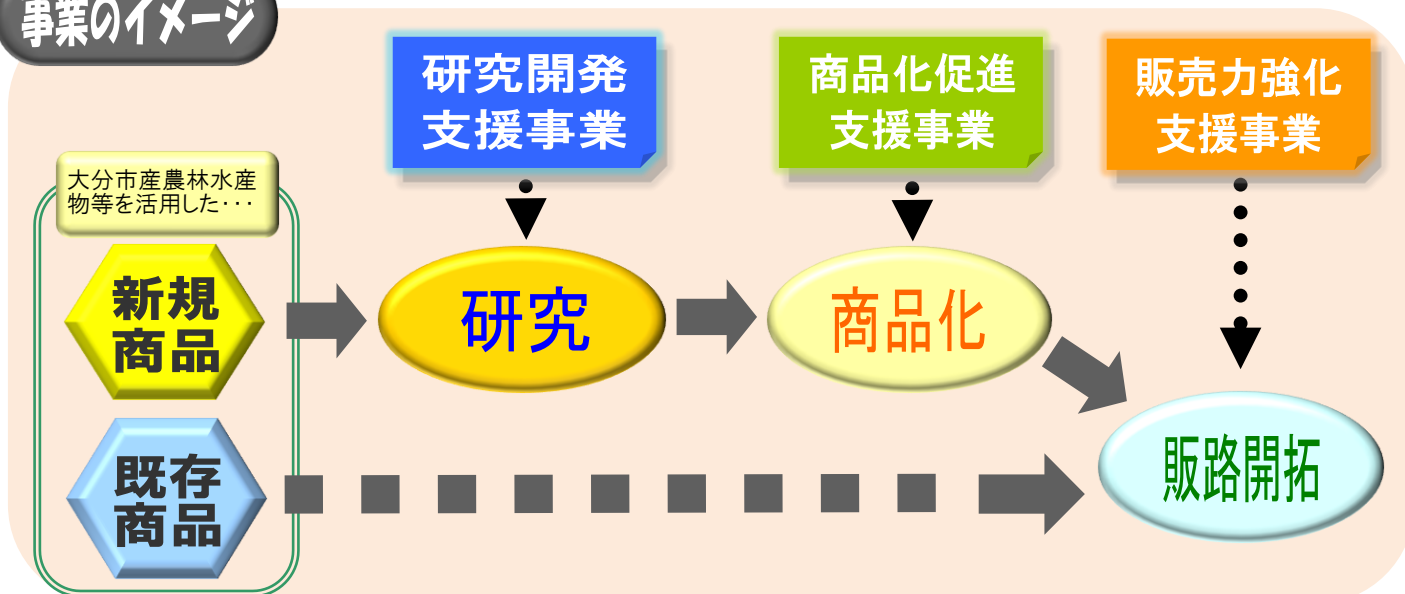 事業のイメージ
研究開発
支援事業
商品化促進
支援事業
販売力強化
支援事業
大分市産農林水産
物等を活用した・・・
新規
商品
研究
商品化
既存
商品
販路開拓